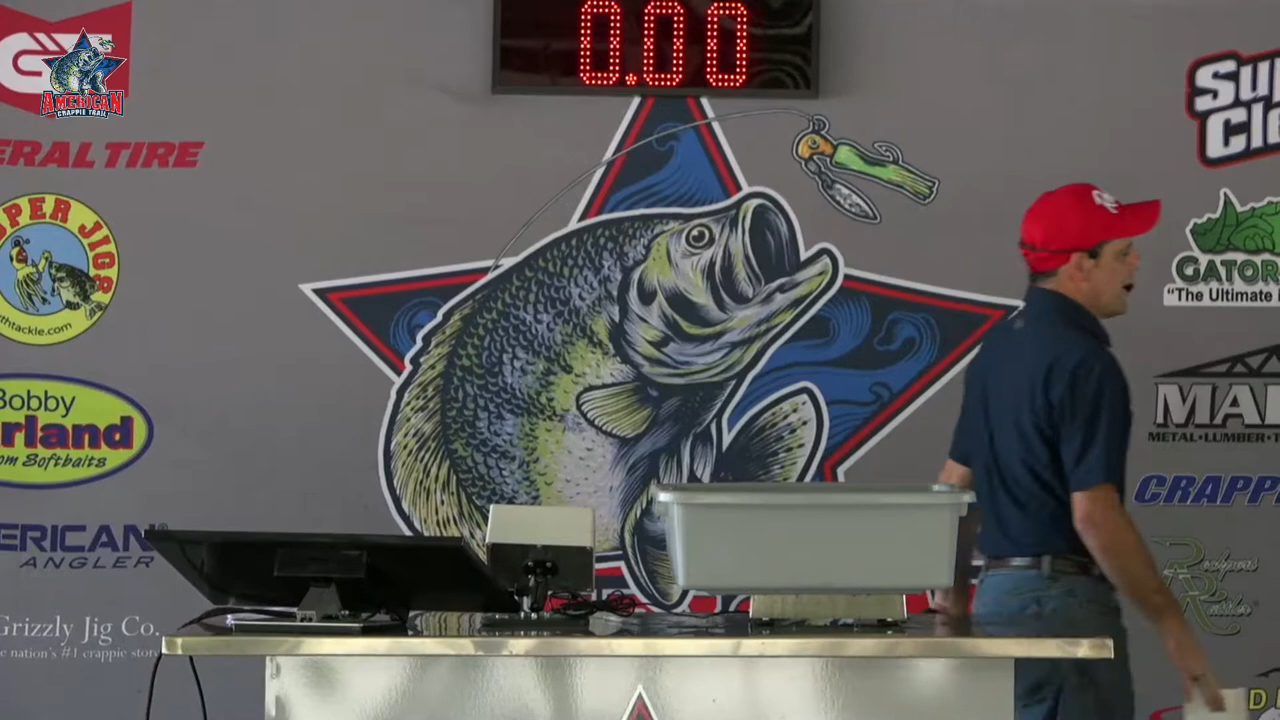 0.00
GT
AMERICAN
CRAPPIE TRAIL
ERAL TIRE
PER JIGS
thtackle.com
Bobby
rland
om Softbaits
ERICAN®
ANGLER
Grizzly Jig Co.
e nation's #1 crappie store
Su
Cle
GATOR
"The Ultimate
MA
METAL•LUMBER•T
CRAPP